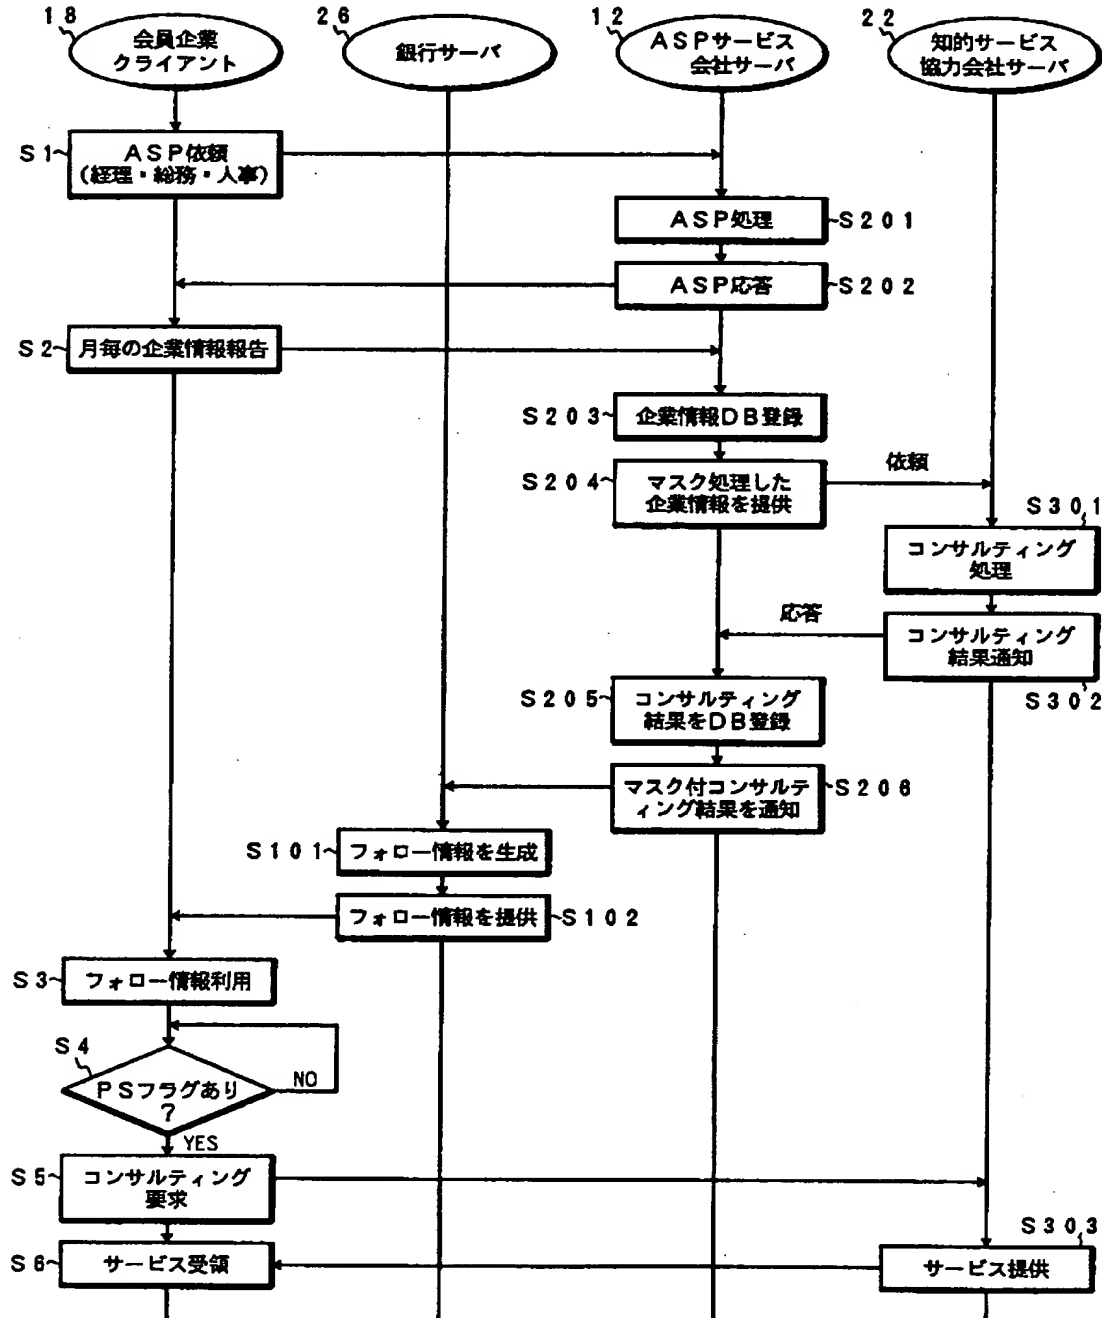 18
会員企業
クライアント
26
銀行サーバ
12
ASPサービス
会社サーバ
22
知的サービス
協力会社サーバ
S1
ASP依頼
(経理・総務・人事)
ASP処理
S201
ASP応答
S202
S2
月毎の企業情報報告
S203
企業情報DB登録
S204
マスク処理した
企業情報を提供
依頼
S301
コンサルティング
処理
応答
コンサルティング
結果通知
S302
S205
コンサルティング
結果をDB登録
マスク付コンサルテ
ィング結果を通知
S206
S101
フォロー情報を生成
フォロー情報を提供
S102
S3
フォロー情報利用
S4
PSフラグあり
?
NO
YES
S5
コンサルティング
要求
S303
S6
サービス受領
サービス提供